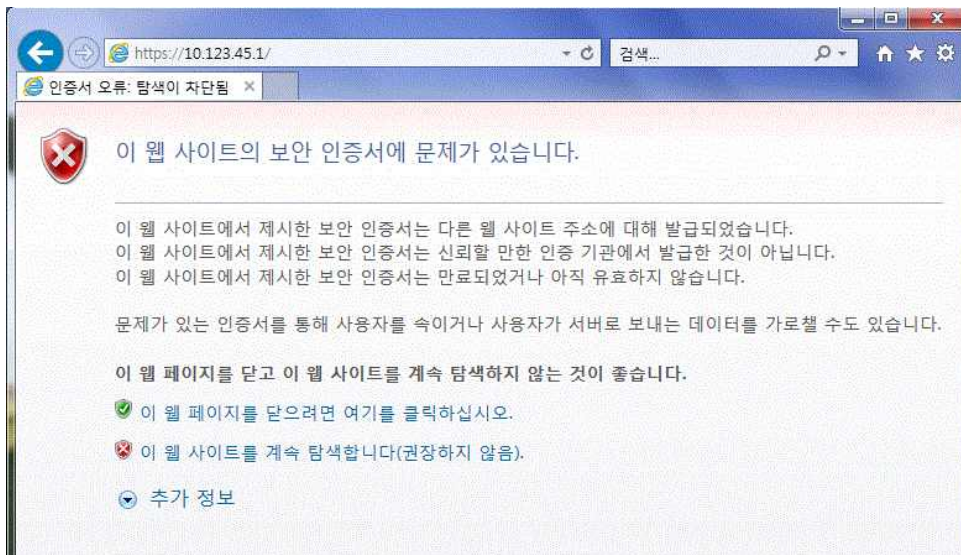 https://10.123.45.1/
검색...
인증서 오류: 탐색이 차단됨
이 웹 사이트의 보안 인증서에 문제가 있습니다.
이 웹 사이트에서 제시한 보안 인증서는 다른 웹 사이트 주소에 대해 발급되었습니다.
이 웹 사이트에서 제시한 보안 인증서는 신뢰할 만한 인증 기관에서 발급한 것이 아닙니다.
이 웹 사이트에서 제시한 보안 인증서는 만료되었거나 아직 유효하지 않습니다.
문제가 있는 인증서를 통해 사용자를 속이거나 사용자가 서버로 보내는 데이터를 가로챌 수도 있습니다.
이 웹 페이지를 닫고 이 웹 사이트를 계속 탐색하지 않는 것이 좋습니다.
이 웹 페이지를 닫으려면 여기를 클릭하십시오.
이 웹 사이트를 계속 탐색합니다(권장하지 않음).
추가 정보